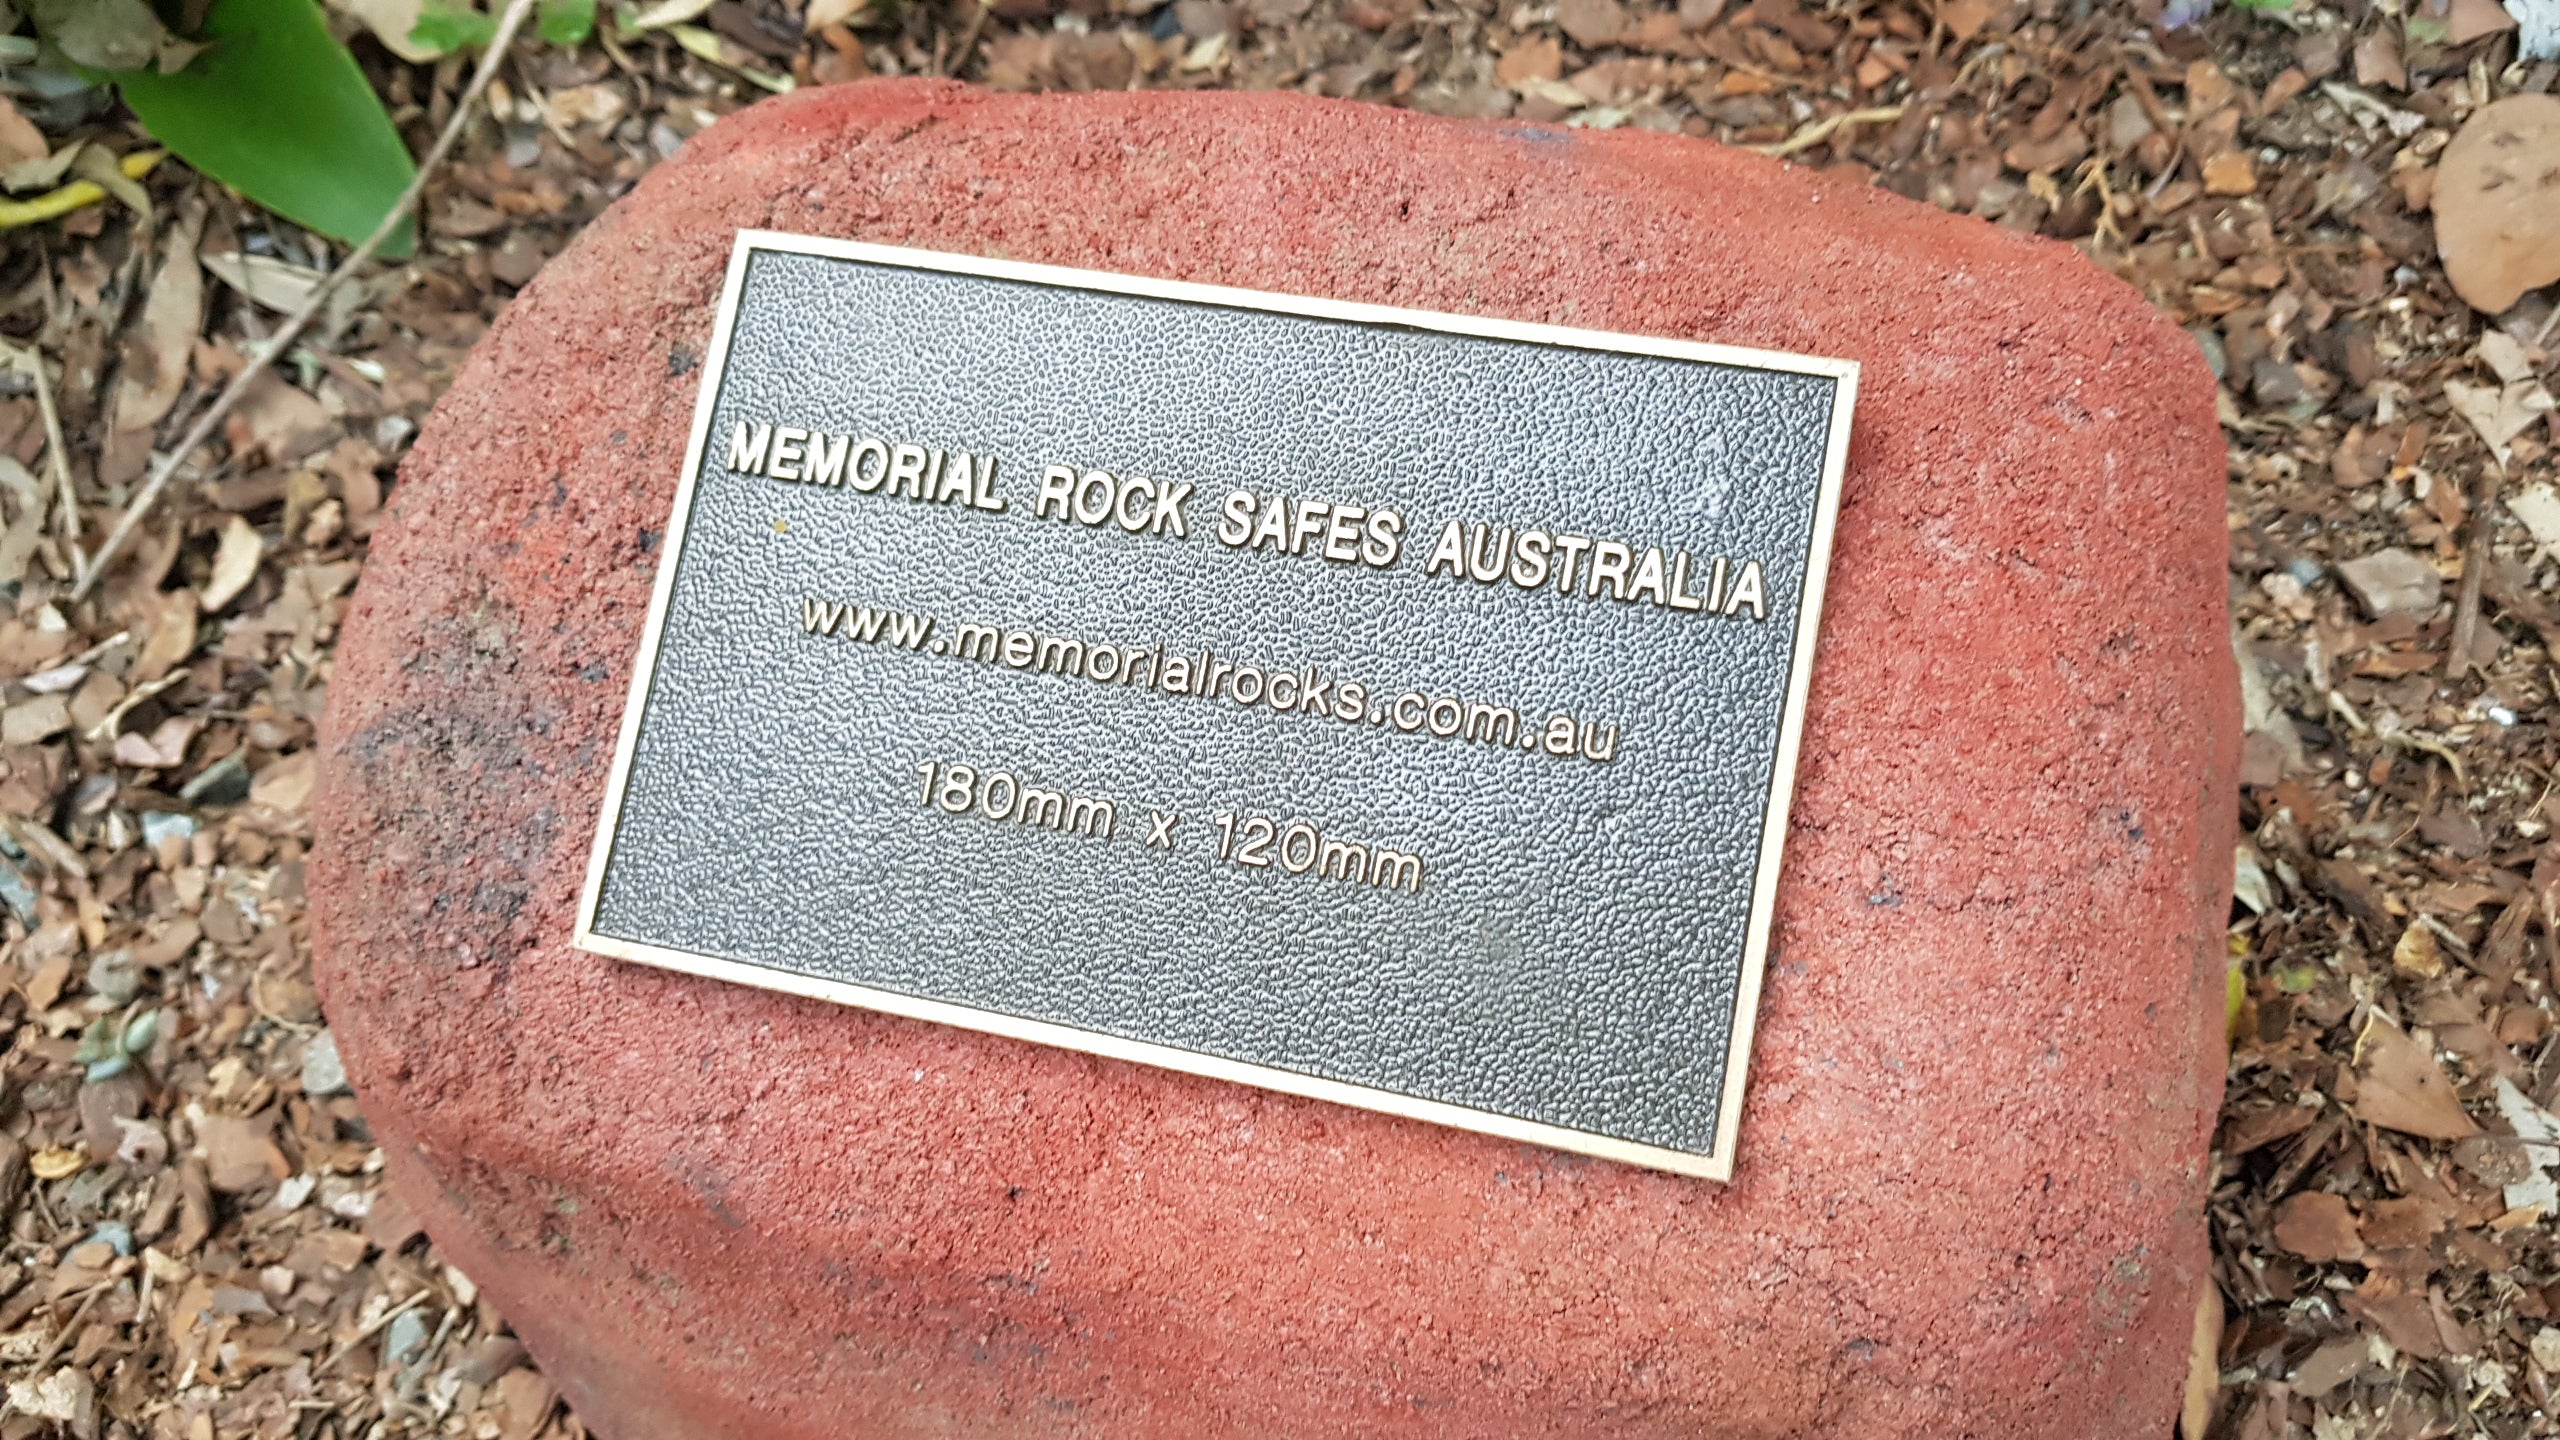 MEMORIAL ROCK SAFES AUSTRALIA
www.memorialrocks.com.au
180mm x 120mm